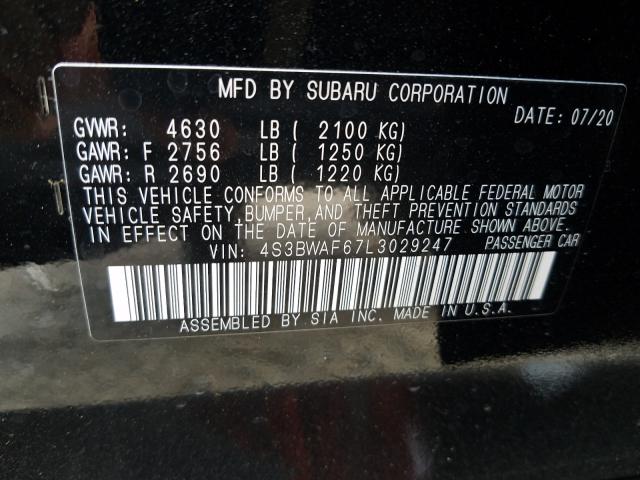 MFD BY SUBARU CORPORATION
DATE: 07/20
GVWR: 4630 LB ( 2100 KG)
GAWR: F 2756 LB ( 1250 KG)
GAWR: R 2690 LB ( 1220 KG)
THIS VEHICLE CONFORMS TO ALL APPLICABLE FEDERAL MOTOR
VEHICLE SAFETY,BUMPER,AND THEFT PREVENTION STANDARDS
IN EFFECT ON THE DATE OF MANUFACTURE SHOWN ABOVE.
VIN: 4S3BWAF67L3029247 PASSENGER CAR
ASSEMBLED BY SIA INC. MADE IN U.S.A.